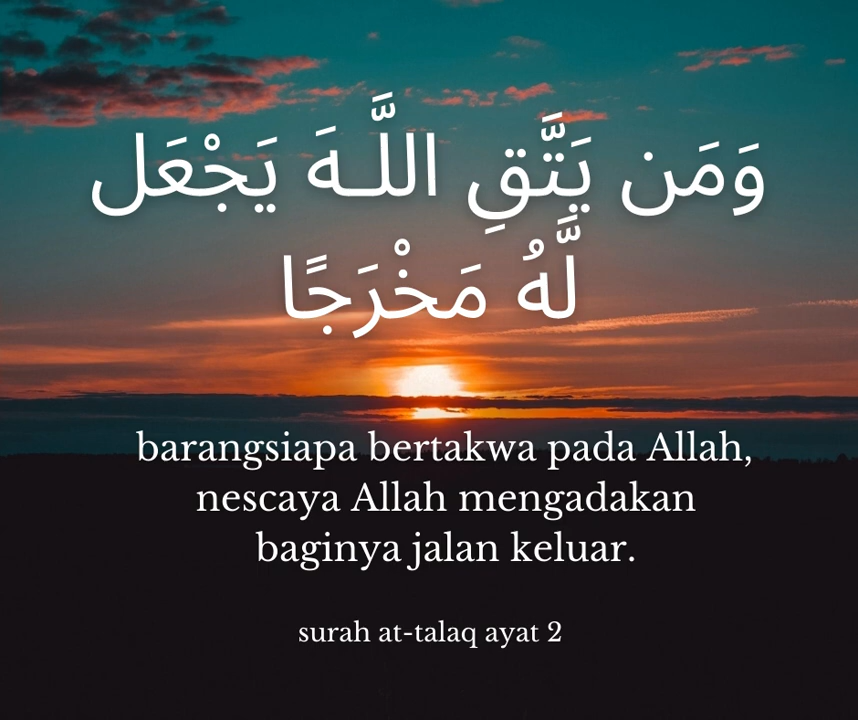 وَمَن يَتَّقِ اللَّـهَ يَجْعَل
لَّهُ مَخْرَجًا
barangsiapa bertakwa pada Allah,
nescaya Allah mengadakan
baginya jalan keluar.
surah at-talaq ayat 2